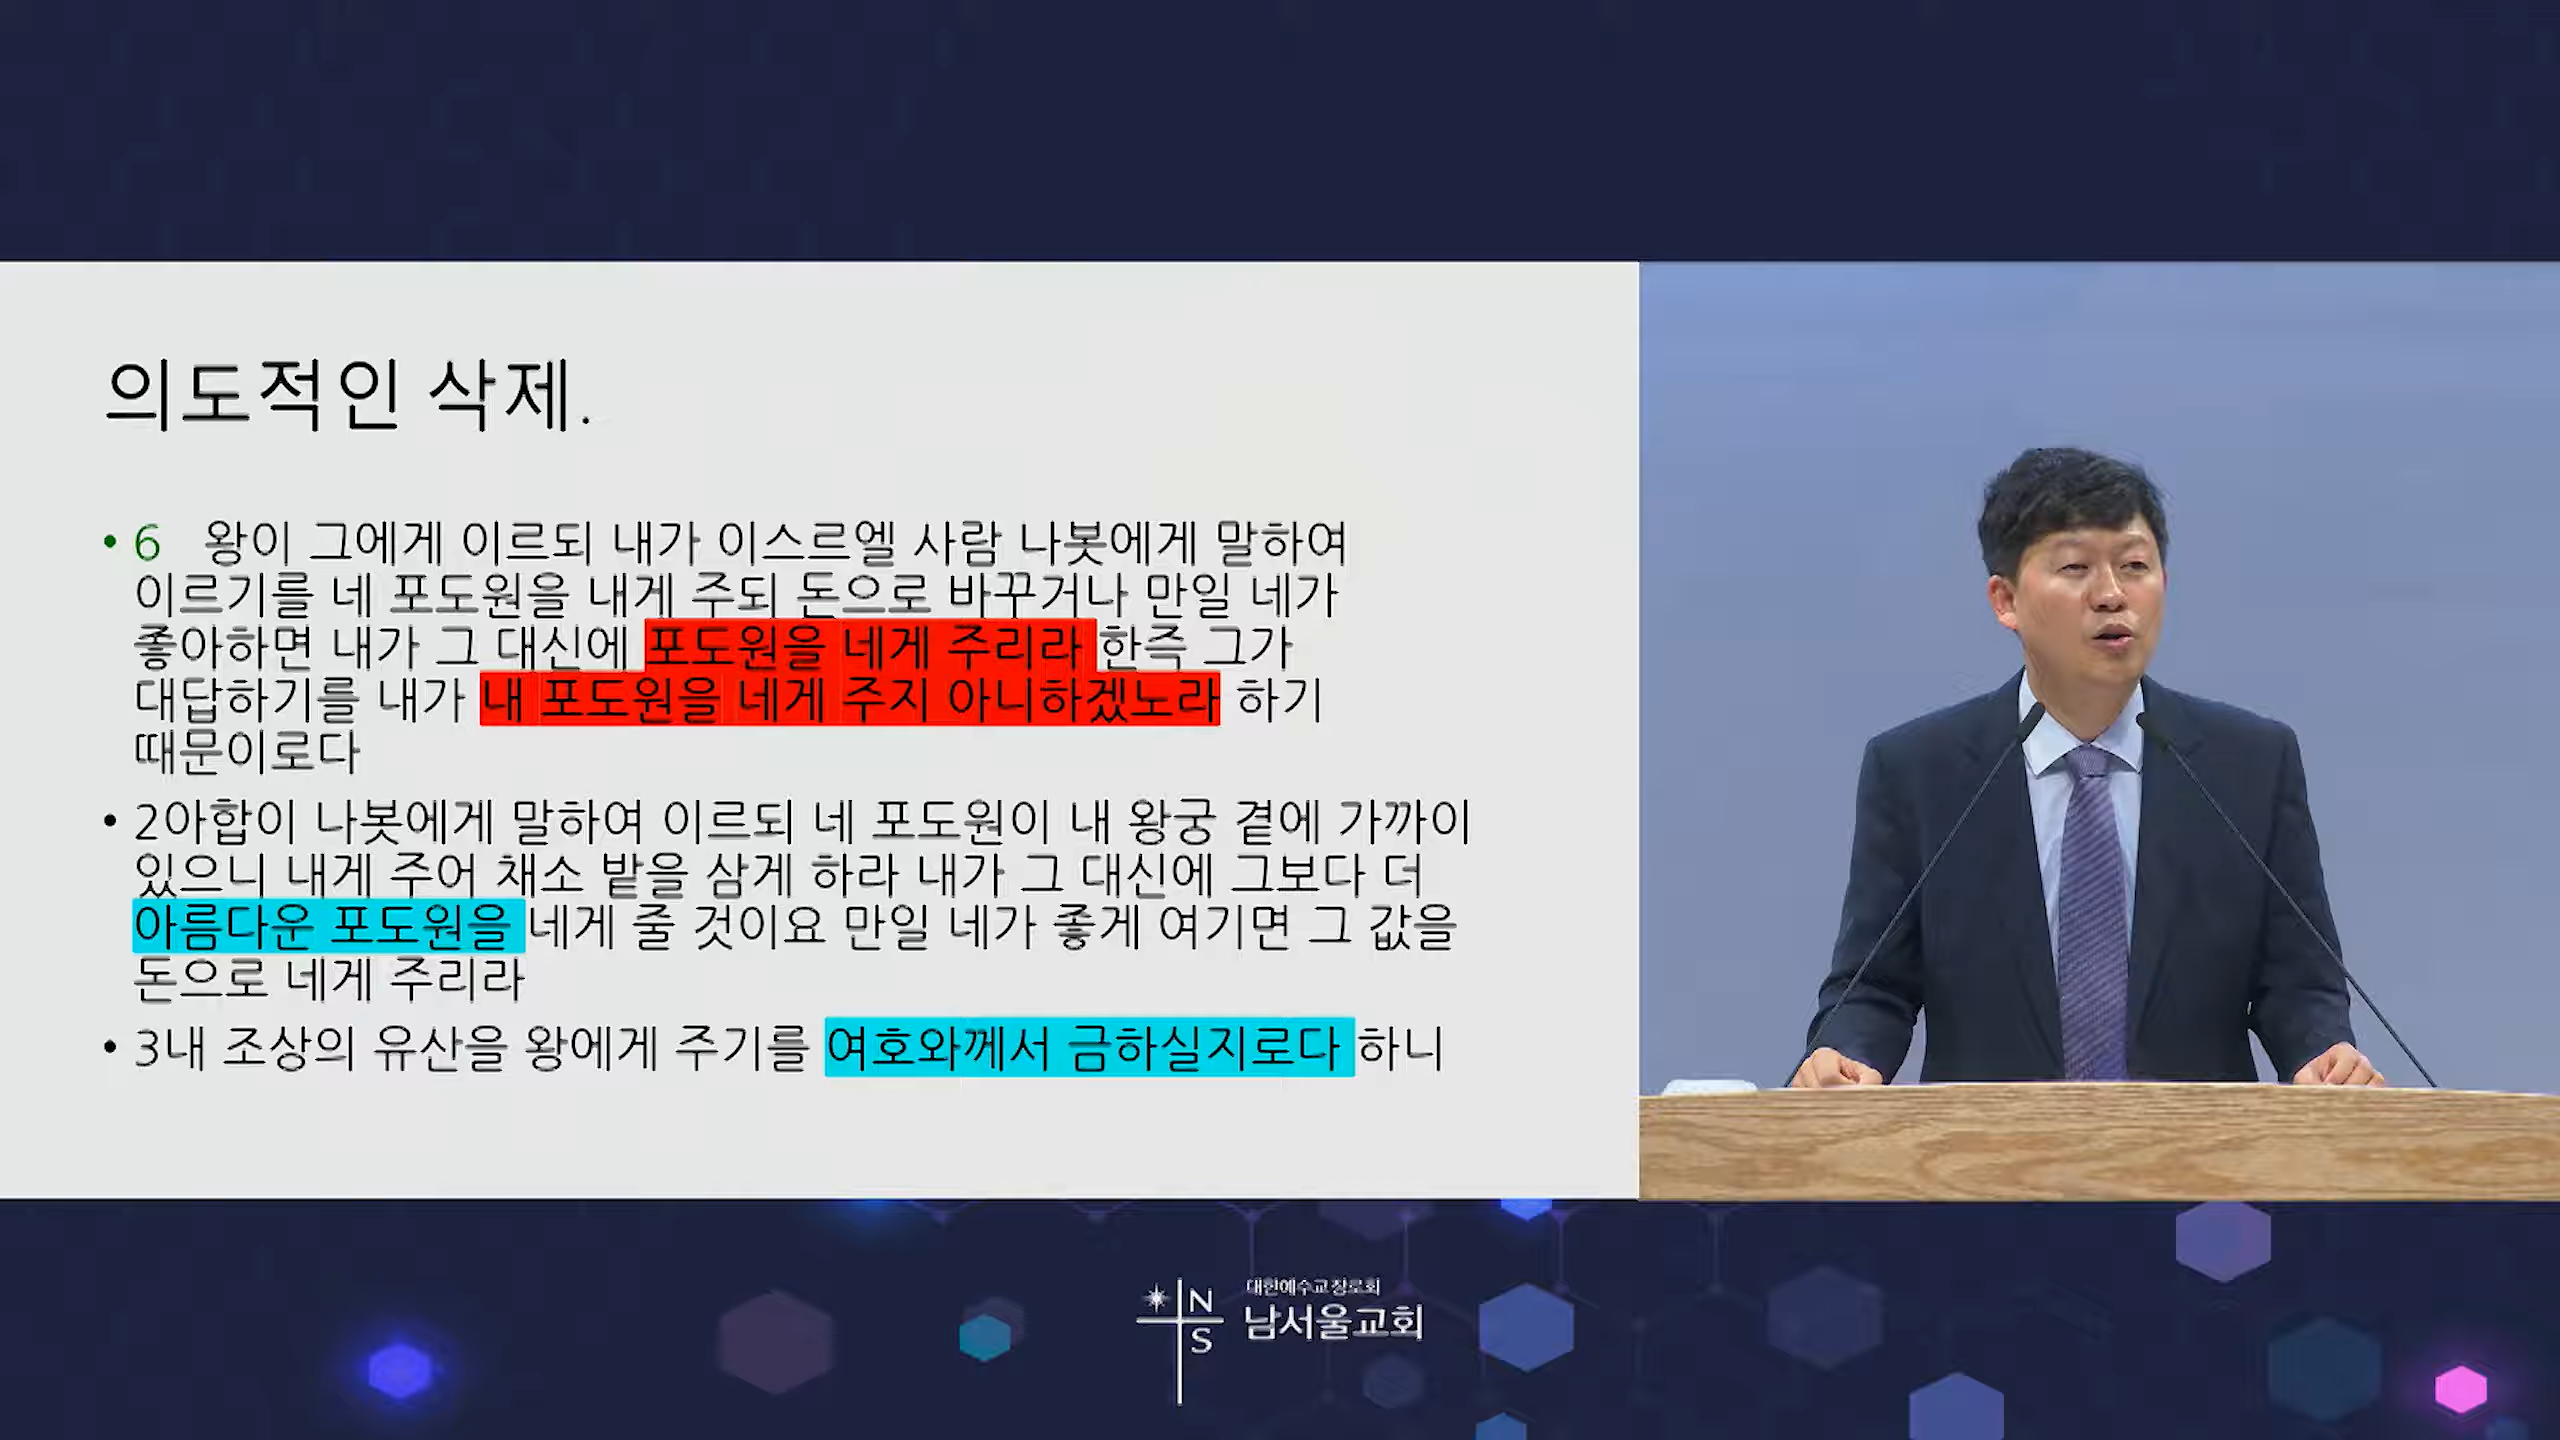 의도적인 삭제.
• 6 왕이 그에게 이르되 내가 이스르엘 사람 나봇에게 말하여
이르기를 네 포도원을 내게 주되 돈으로 바꾸거나 만일 네가
좋아하면 내가 그 대신에 포도원을 네게 주리라 한즉 그가
대답하기를 내가 내 포도원을 네게 주지 아니하겠노라 하기
때문이로다
• 2아합이 나봇에게 말하여 이르되 네 포도원이 내 왕궁 곁에 가까이
있으니 내게 주어 채소 밭을 삼게 하라 내가 그 대신에 그보다 더
아름다운 포도원을 네게 줄 것이요 만일 네가 좋게 여기면 그 값을
돈으로 네게 주리라
• 3내 조상의 유산을 왕에게 주기를 여호와께서 금하실지로다 하니
N
S
대한예수교장로회
남서울교회